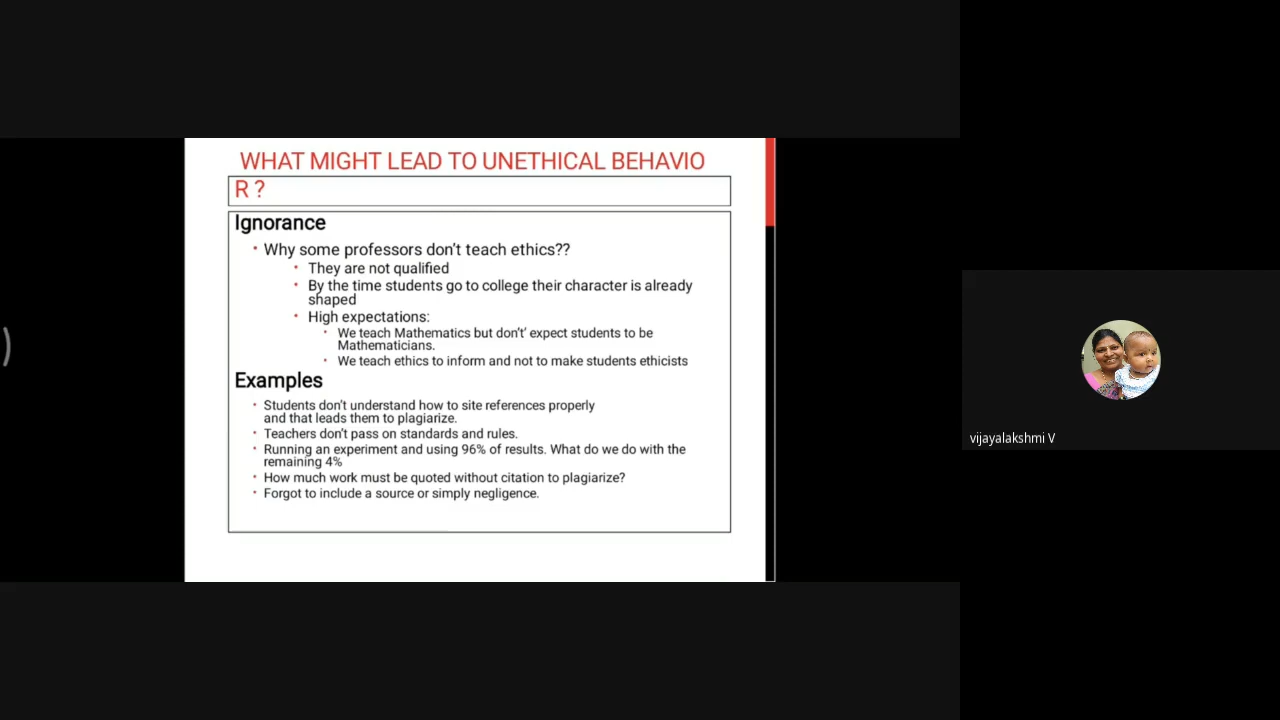 WHAT MIGHT LEAD TO UNETHICAL BEHAVIO
R ?
Ignorance
• Why some professors don't teach ethics??
• They are not qualified
• By the time students go to college their character is already
shaped
• High expectations:
• We teach Mathematics but don't' expect students to be
Mathematicians.
• We teach ethics to inform and not to make students ethicists
Examples
• Students don't understand how to site references properly
and that leads them to plagiarize.
• Teachers don't pass on standards and rules.
• Running an experiment and using 96% of results. What do we do with the
remaining 4%
• How much work must be quoted without citation to plagiarize?
• Forgot to include a source or simply negligence.
vijayalakshmi V